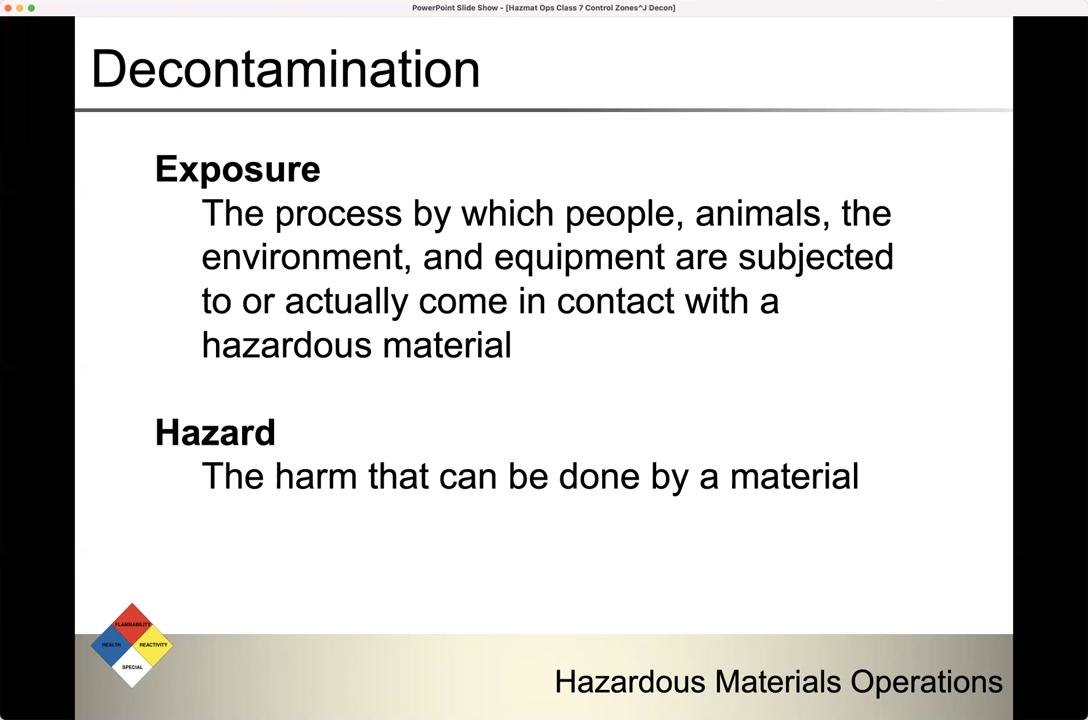 PowerPoint Slide Show - [Hazmat Ops Class 7 Control Zones^J Decon]
Decontamination
Exposure
The process by which people, animals, the
environment, and equipment are subjected
to or actually come in contact with a
hazardous material
Hazard
The harm that can be done by a material
FLAMMABILITY
HEALTH
REACTIVITY
SPECIAL
Hazardous Materials Operations